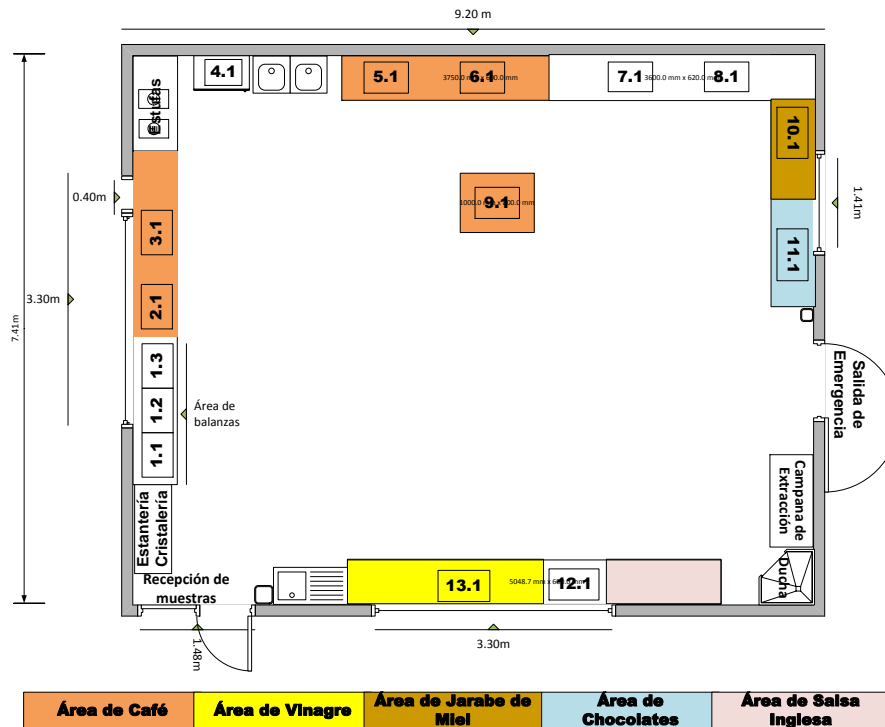 9.20 m
4.1
5.1
6.1
3750.0 mm x
7.1
8.1
3600.0 mm x 620.0 mm
Estufas
10.1
0.40m
1.41m
9.1
3.1
11.1
3.30m
7.41m
2.1
1.3
1.2
1.1
Área de
balanzas
Salida de
Emergencia
Estantería
Cristalería
Campana de
Extracción
Ducha
Recepción de
muestras
13.1
5048.7 mm x
12.1
1.48m
3.30m
Área de Café
Área de Vinagre
Área de Jarabe de
Miel
Área de
Chocolates
Área de Salsa
Inglesa